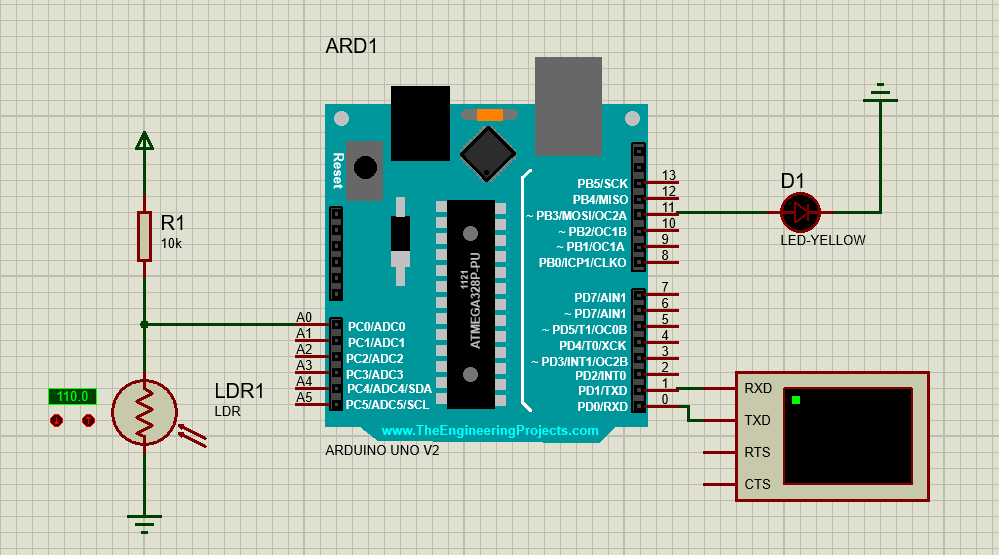 ARD1
Reset
1121
ATMEGA328P-PU
PB5/SCK 13
PB4/MISO 12
~ PB3/MOSI/OC2A 11
~ PB2/OC1B 10
~ PB1/OC1A 9
PB0/ICP1/CLKO 8
PD7/AIN1 7
~ PD7/AIN1 6
~ PD5/T1/OC0B 5
PD4/T0/XCK 4
~ PD3/INT1/OC2B 3
PD2/INT0 2
PD1/TXD 1
PD0/RXD 0
A0 PC0/ADC0
A1 PC1/ADC1
A2 PC2/ADC2
A3 PC3/ADC3
A4 PC4/ADC4/SDA
A5 PC5/ADC5/SCL
www.TheEngineeringProjects.com
ARDUINO UNO V2
R1
10k
LDR1
LDR
110.0
D1
LED-YELLOW
RXD
TXD
RTS
CTS